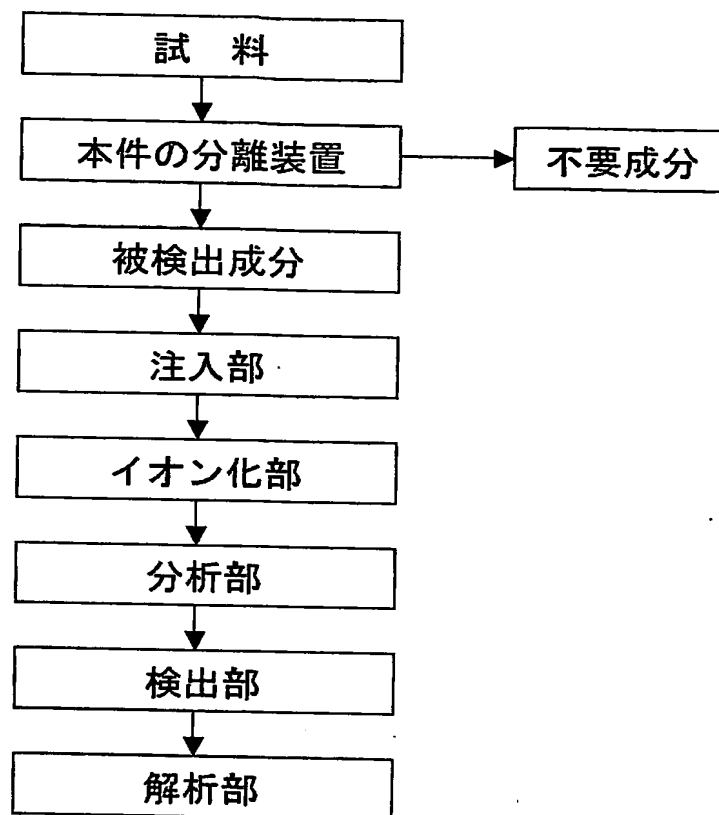 試 料
本件の分離装置
不要成分
被検出成分
注入部
イオン化部
分析部
検出部
解析部